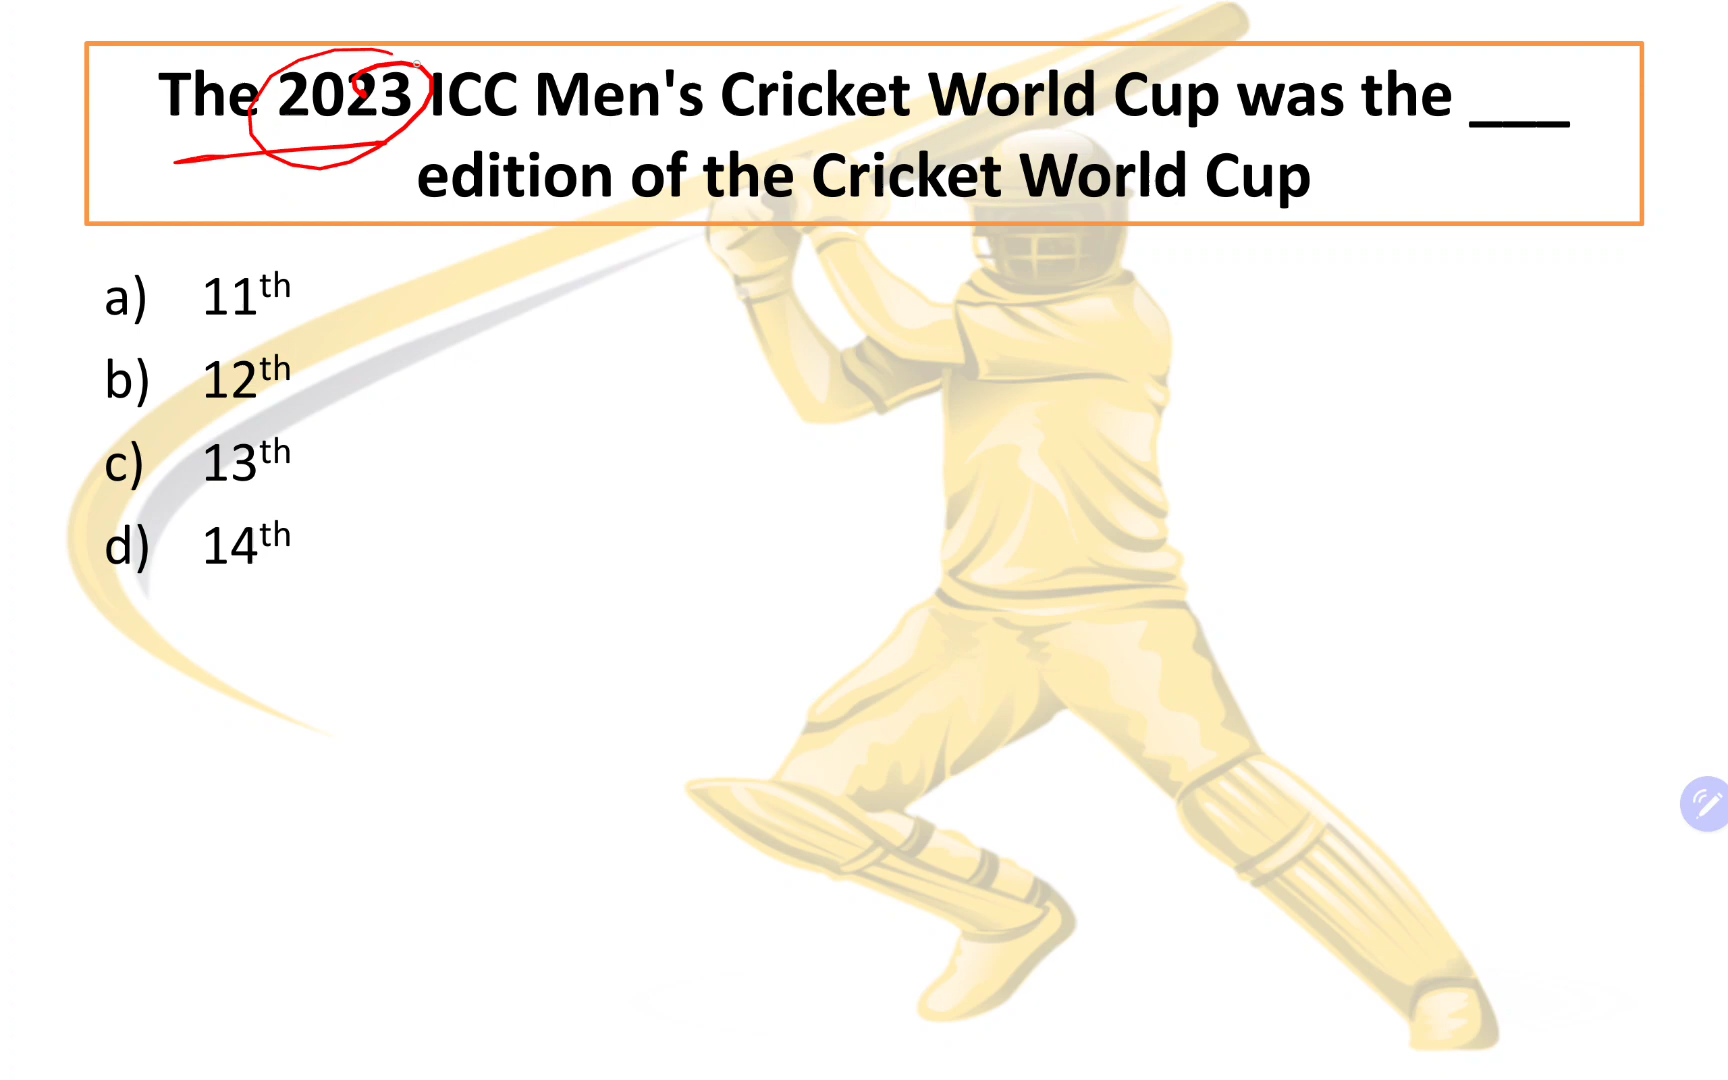 The 2023 ICC Men's Cricket World Cup was the ___
edition of the Cricket World Cup
a) 11th
b) 12th
c) 13th
d) 14th